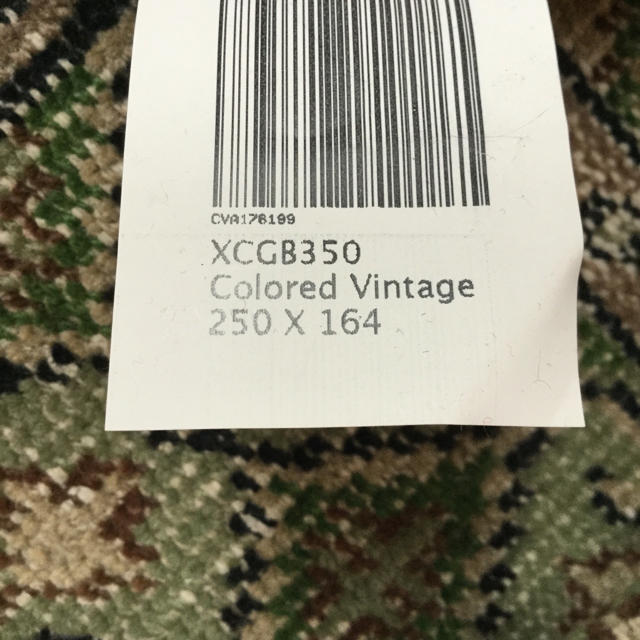 CVA176199
XCGB350
Colored Vintage
250 X 164